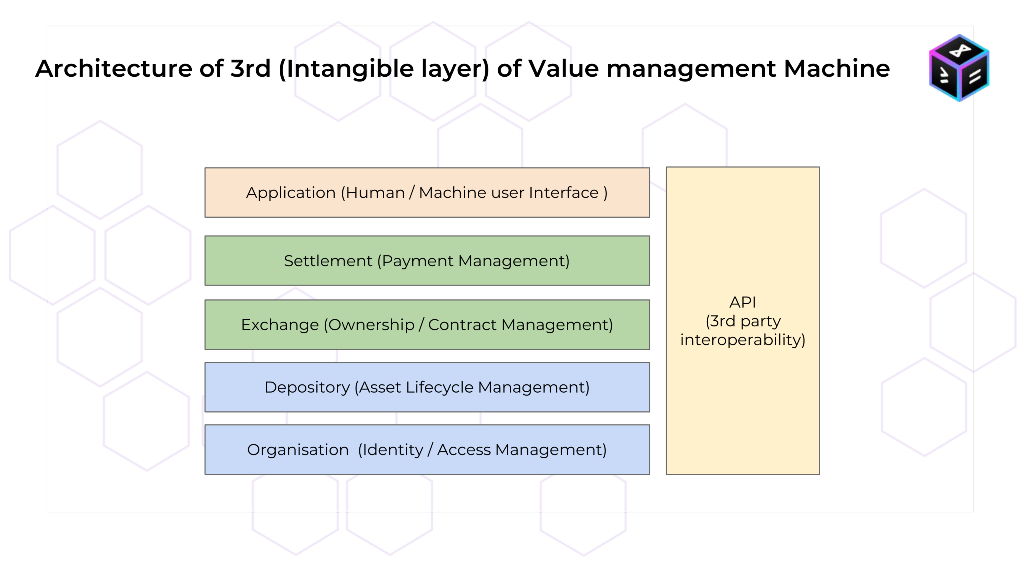 Architecture of 3rd (Intangible layer) of Value management Machine
Application (Human / Machine user Interface )
Settlement (Payment Management)
Exchange (Ownership / Contract Management)
Depository (Asset Lifecycle Management)
Organisation  (Identity / Access Management)
API
(3rd party
interoperability)